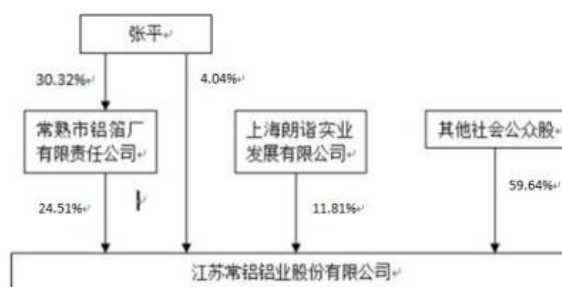 张平
30.32%
4.04%
常熟市铝箔厂
有限责任公司
上海朗诣实业
发展有限公司
其他社会公众股
24.51%
11.81%
59.64%
江苏常铝铝业股份有限公司